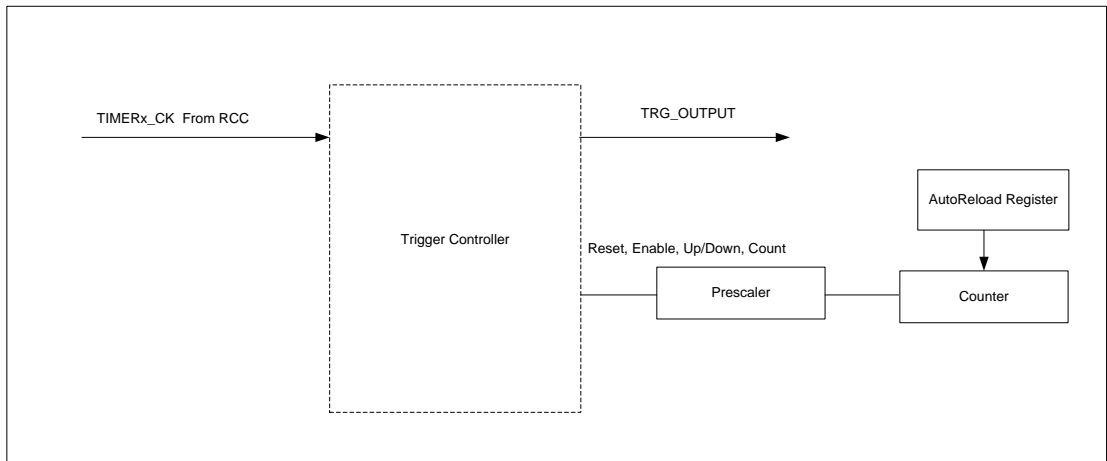 TIMERx_CK From RCC
TRG_OUTPUT
AutoReload Register
Trigger Controller
Reset, Enable, Up/Down, Count
Prescaler
Counter